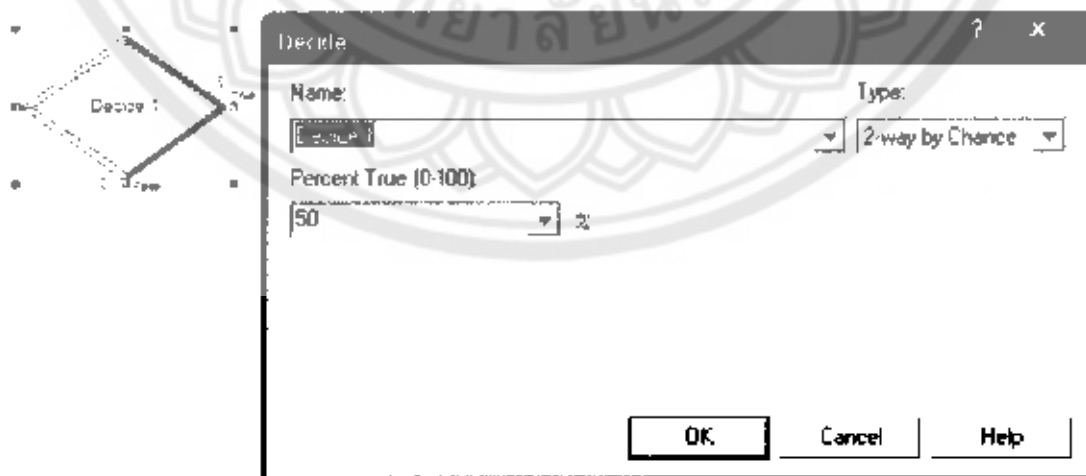 Decide
Name: Type:
Decide 1 2-way by Chance
Decide 1
Percent True (0-100):
50 %
OK Cancel Help